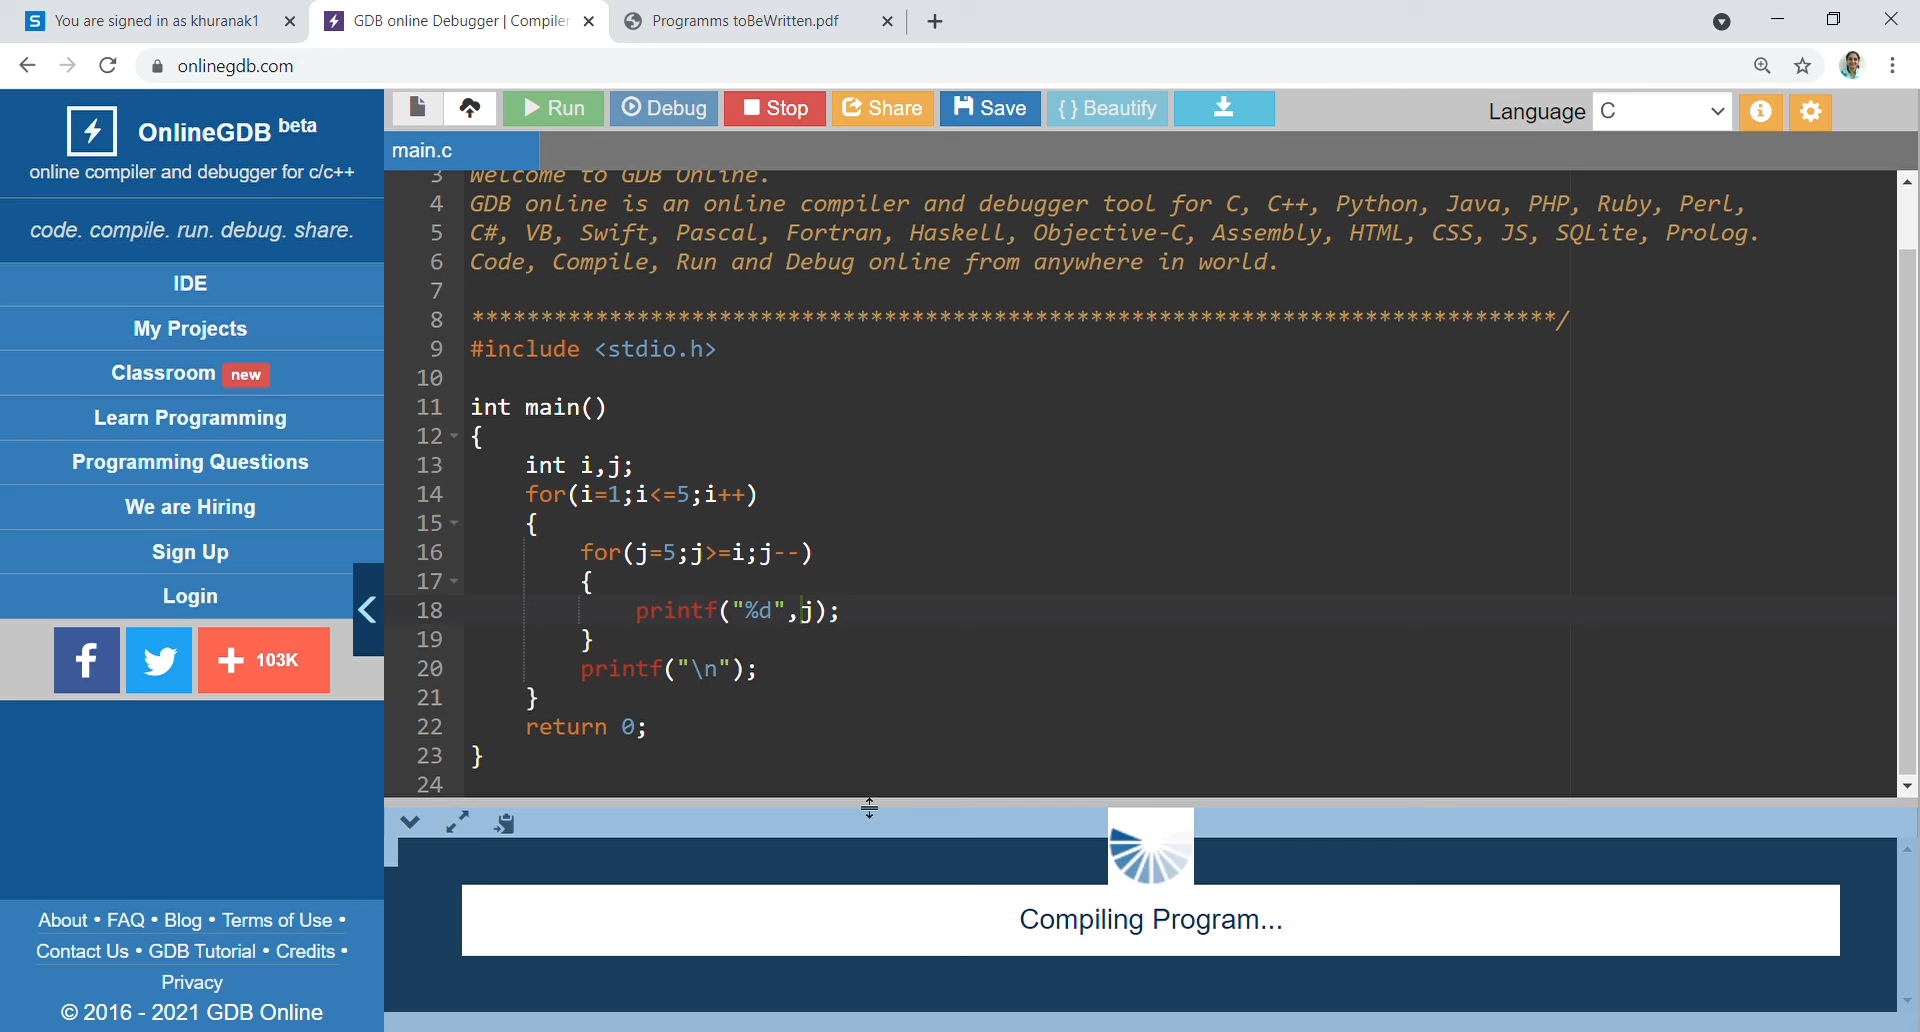 You are signed in as khuranak1
GDB online Debugger | Compiler
Programms toBeWritten.pdf
onlinegdb.com
OnlineGDB beta
online compiler and debugger for c/c++
code. compile. run. debug. share.
IDE
My Projects
Classroom new
Learn Programming
Programming Questions
We are Hiring
Sign Up
Login
f
+ 103K
About • FAQ • Blog • Terms of Use •
Contact Us • GDB Tutorial • Credits •
Privacy
© 2016 - 2021 GDB Online
Run Debug Stop Share Save { } Beautify
Language C
main.c
3 Welcome to GDB Online.
4 GDB online is an online compiler and debugger tool for C, C++, Python, Java, PHP, Ruby, Perl,
5 C#, VB, Swift, Pascal, Fortran, Haskell, Objective-C, Assembly, HTML, CSS, JS, SQLite, Prolog.
6 Code, Compile, Run and Debug online from anywhere in world.
7
8 *******************************************************************************/
9 #include <stdio.h>
10
11 int main()
12 {
13 int i,j;
14 for(i=1;i<=5;i++)
15 {
16 for(j=5;j>=i;j--)
17 {
18 printf("%d",j);
19 }
20 printf("\n");
21 }
22 return 0;
23 }
24
Compiling Program...